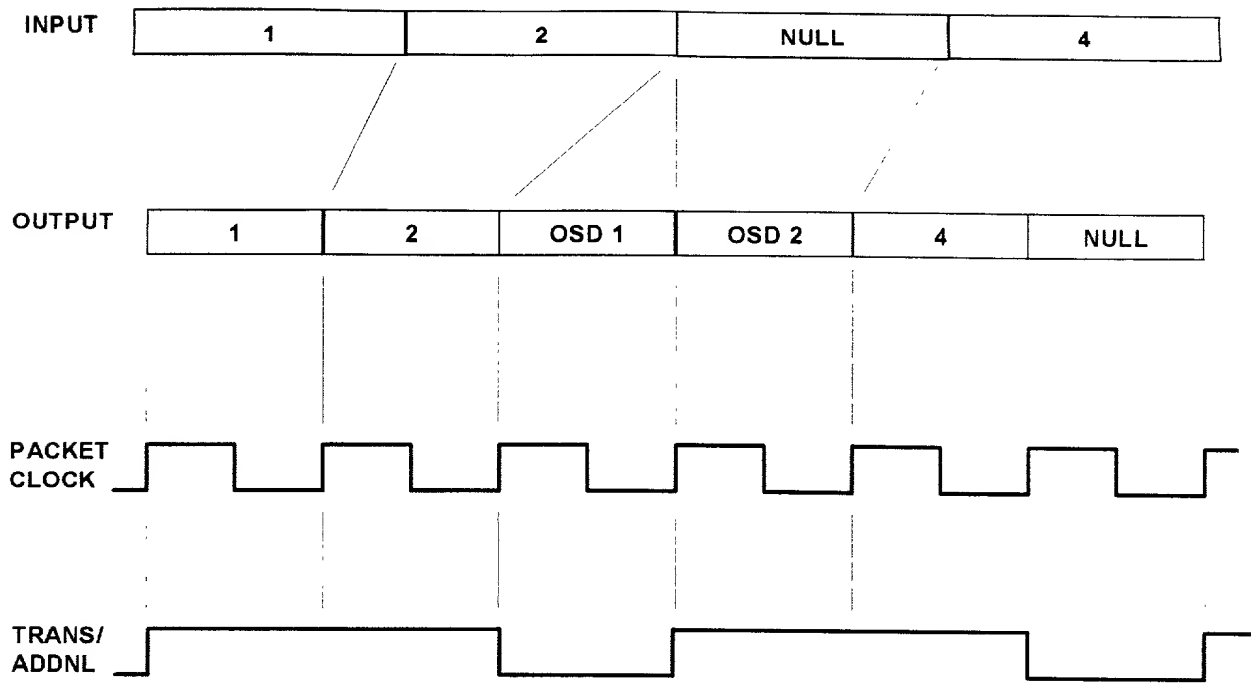 INPUT 1 2 NULL 4
OUTPUT 1 2 OSD 1 OSD 2 4 NULL
PACKET
CLOCK
TRANS/
ADDNL